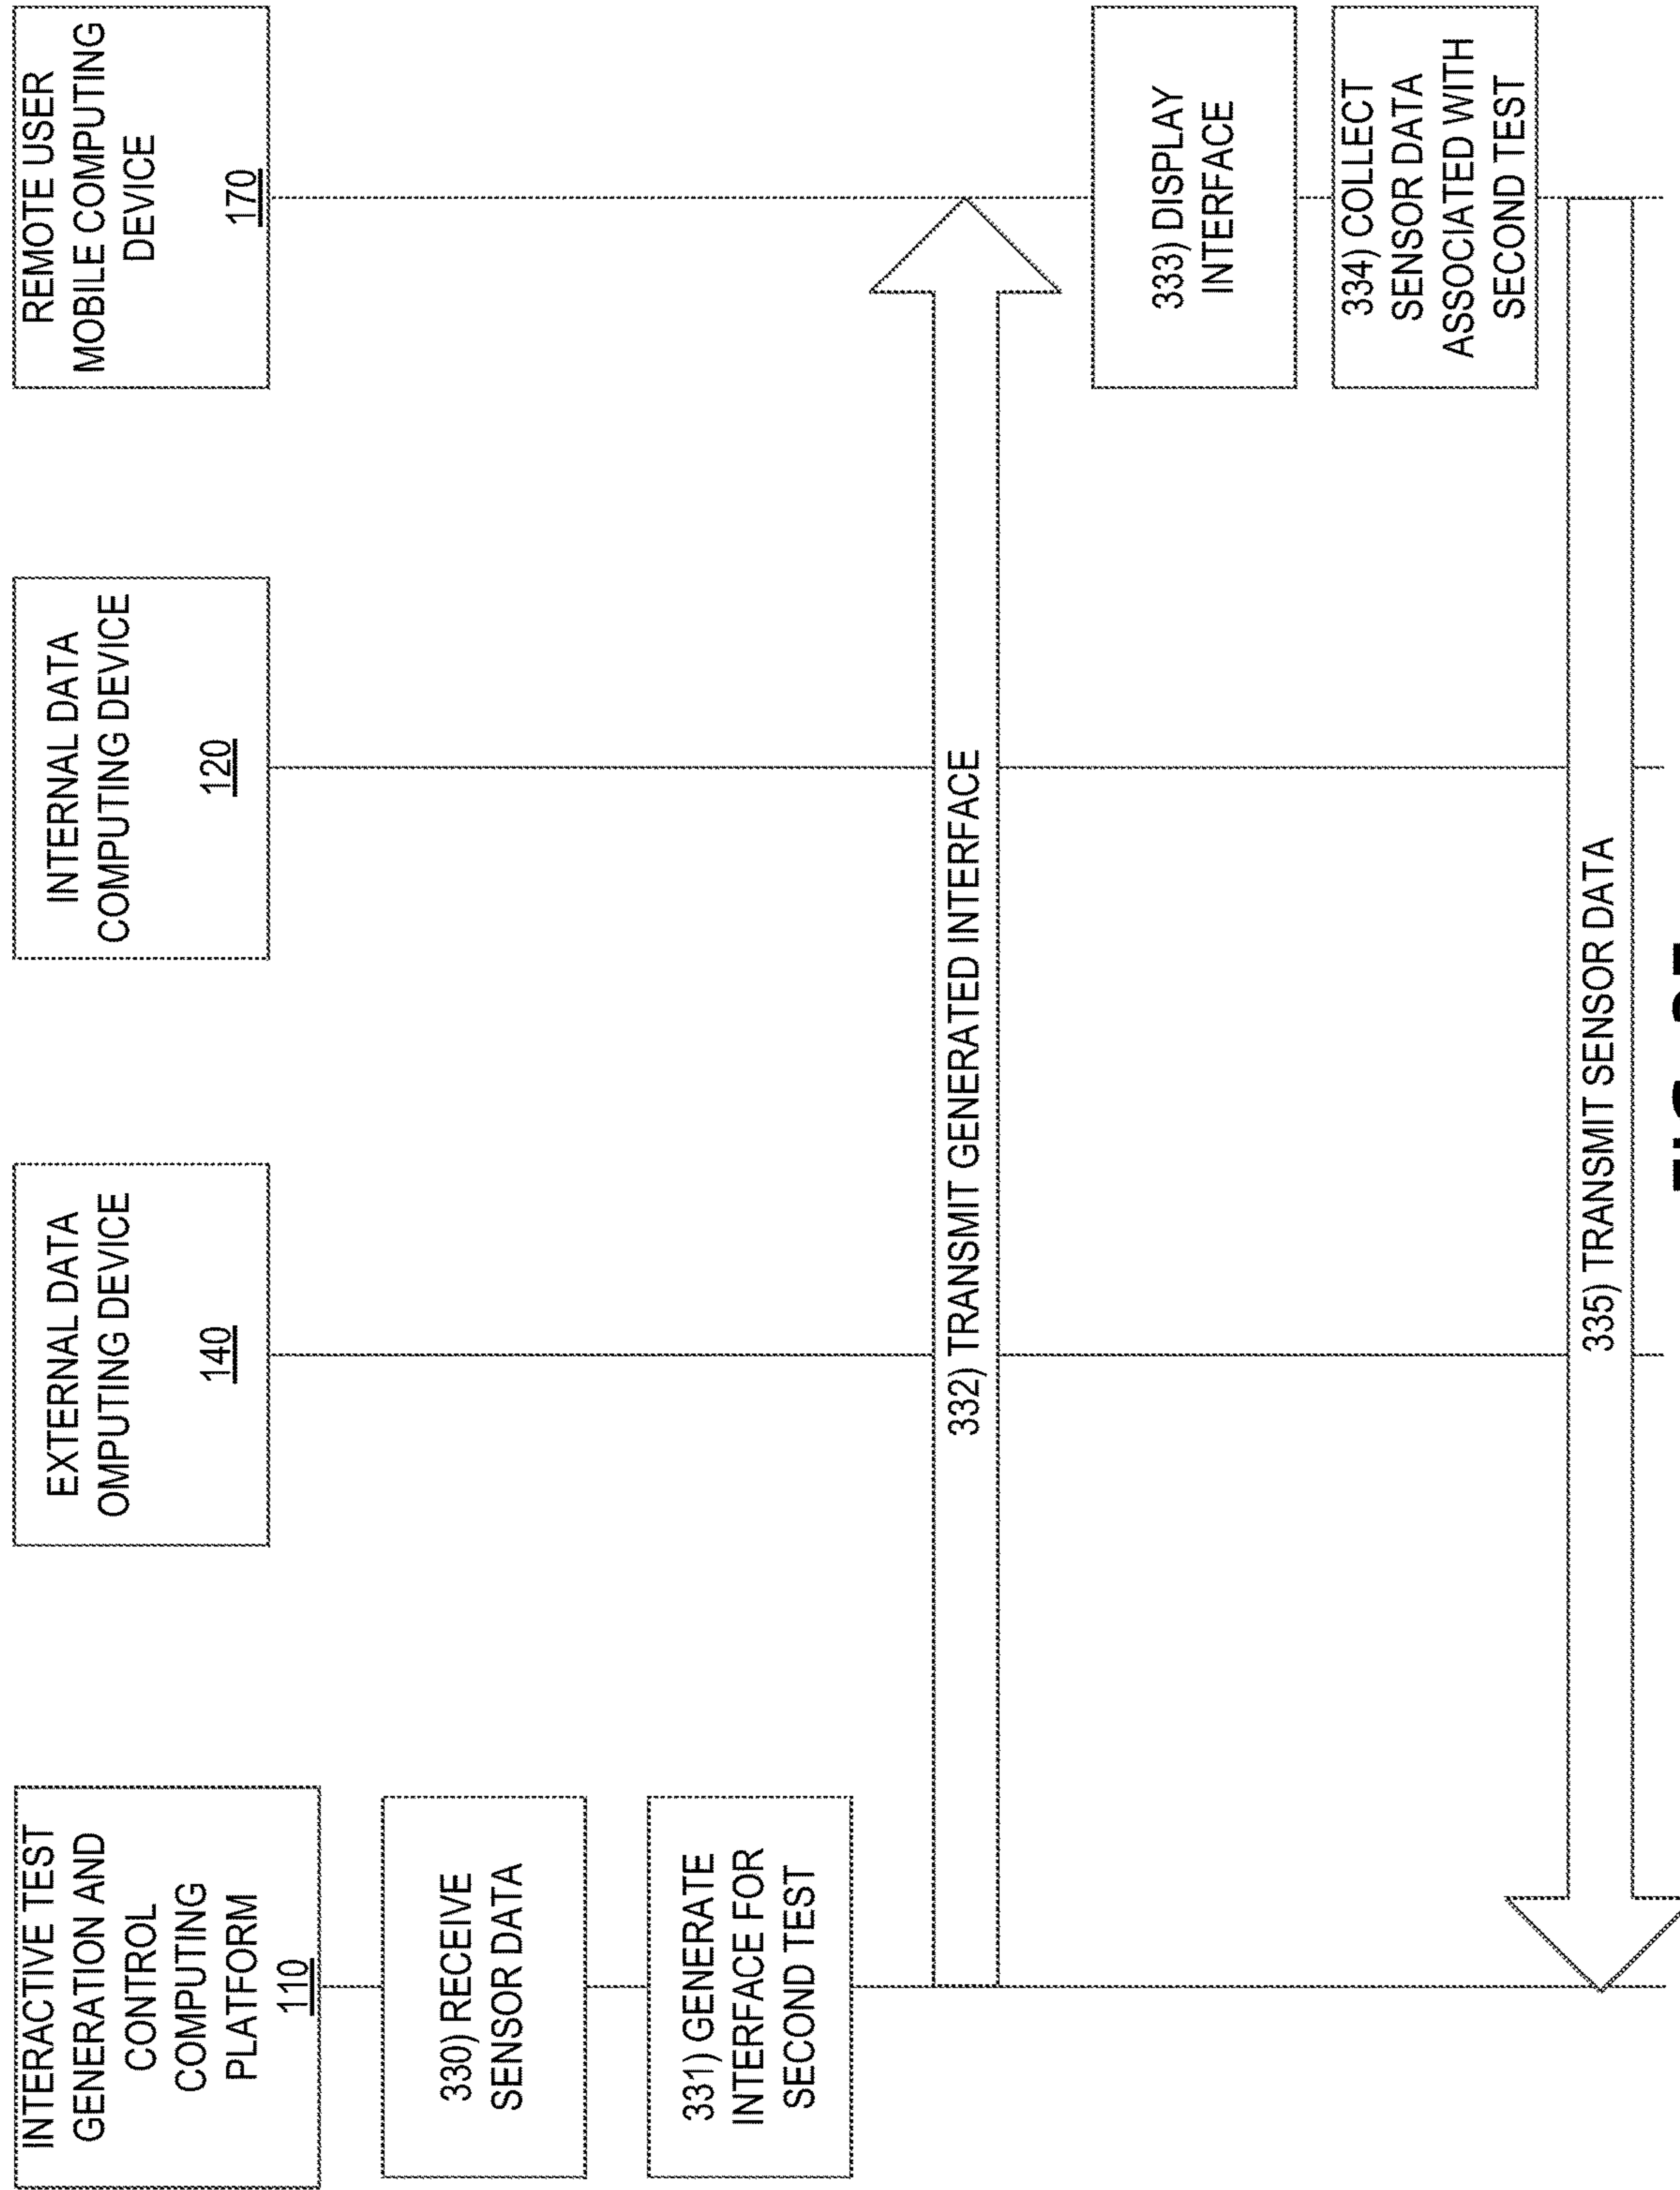 INTERACTIVE TEST
GENERATION AND
CONTROL
COMPUTING
PLATFORM
110
EXTERNAL DATA
OMPUTING DEVICE
140
INTERNAL DATA
COMPUTING DEVICE
120
REMOTE USER
MOBILE COMPUTING
DEVICE
170
330) RECEIVE
SENSOR DATA
331) GENERATE
INTERFACE FOR
SECOND TEST
332) TRANSMIT GENERATED INTERFACE
333) DISPLAY
INTERFACE
334) COLLECT
SENSOR DATA
ASSOCIATED WITH
SECOND TEST
335) TRANSMIT SENSOR DATA